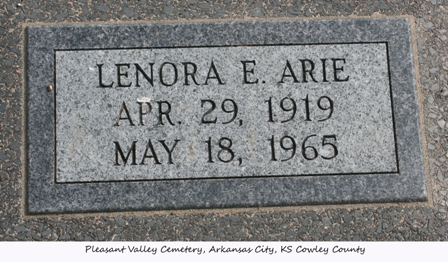 LENORA E. ARIE
APR. 29, 1919
MAY 18, 1965
Pleasant Valley Cemetery, Arkansas City, KS Cowley County